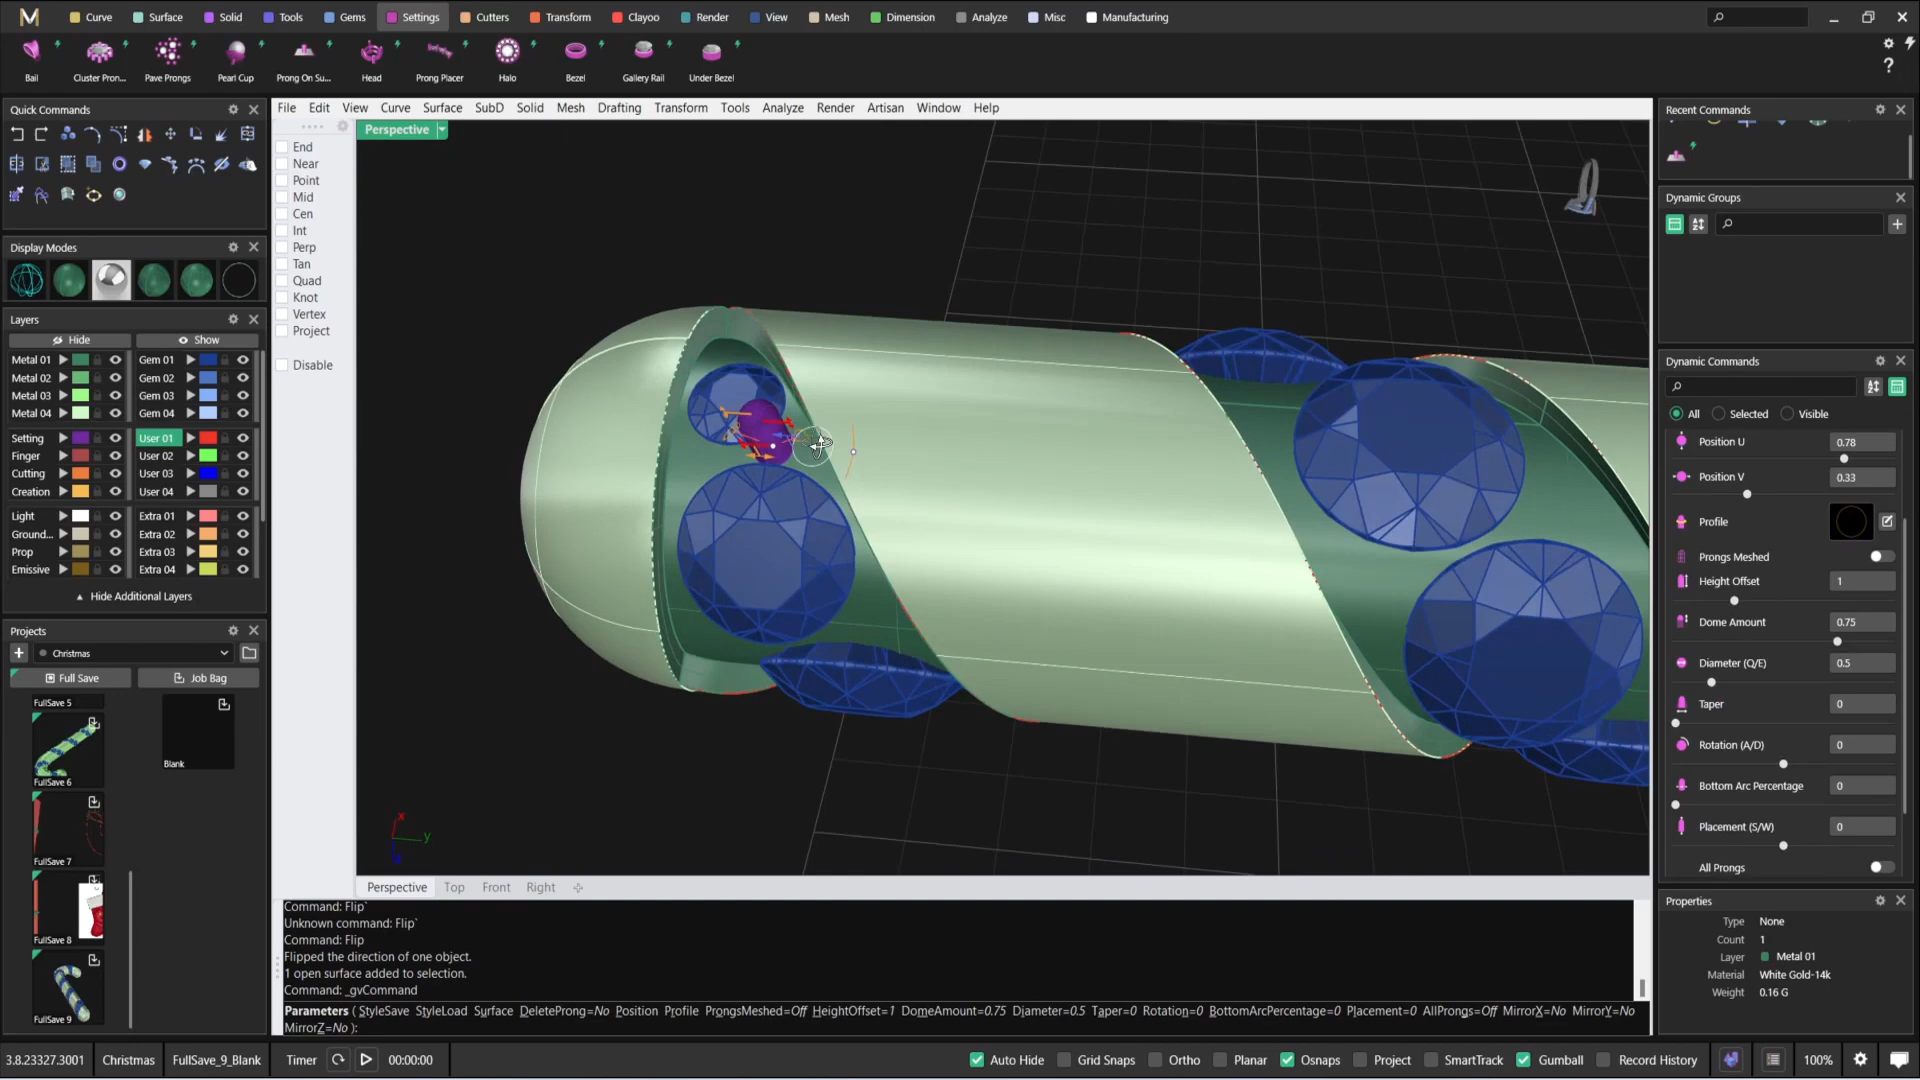 Curve Surface Solid Tools Gems Settings Cutters Transform Clayoo Render View Mesh Dimension Analyze Misc Manufacturing
Bail Cluster Pron... Pave Prongs Pearl Cup Prong On Su... Head Prong Placer Halo Bezel Gallery Rail Under Bezel
?
Quick Commands
Display Modes
Layers
Hide Show
Metal 01 Gem 01
Metal 02 Gem 02
Metal 03 Gem 03
Metal 04 Gem 04
Setting User 01
Finger User 02
Cutting User 03
Creation User 04
Light Extra 01
Ground... Extra 02
Prop Extra 03
Emissive Extra 04
Hide Additional Layers
Projects
Christmas
Full Save Job Bag
FullSave 5
FullSave 6
Blank
FullSave 7
FullSave 8
FullSave 9
File Edit View Curve Surface SubD Solid Mesh Drafting Transform Tools Analyze Render Artisan Window Help
Perspective
End
Near
Point
Mid
Cen
Int
Perp
Tan
Quad
Knot
Vertex
Project
Disable
x
y
Perspective Top Front Right
Command: Flip`
Unknown command: Flip`
Command: Flip
Flipped the direction of one object.
1 open surface added to selection.
Command: _gvCommand
Parameters ( StyleSave StyleLoad Surface DeleteProng=No Position Profile ProngsMeshed=Off HeightOffset=1 DomeAmount=0.75 Diameter=0.5 Taper=0 Rotation=0 BottomArcPercentage=0 Placement=0 AllProngs=Off MirrorX=No MirrorY=No
MirrorZ=No ):
Recent Commands
Dynamic Groups
Dynamic Commands
All Selected Visible
Position U 0.78
Position V 0.33
Profile
Prongs Meshed
Height Offset 1
Dome Amount 0.75
Diameter (Q/E) 0.5
Taper 0
Rotation (A/D) 0
Bottom Arc Percentage 0
Placement (S/W) 0
All Prongs
Properties
Type None
Count 1
Layer Metal 01
Material White Gold-14k
Weight 0.16 G
3.8.23327.3001 Christmas FullSave_9_Blank Timer 00:00:00 Auto Hide Grid Snaps Ortho Planar Osnaps Project SmartTrack Gumball Record History 100%